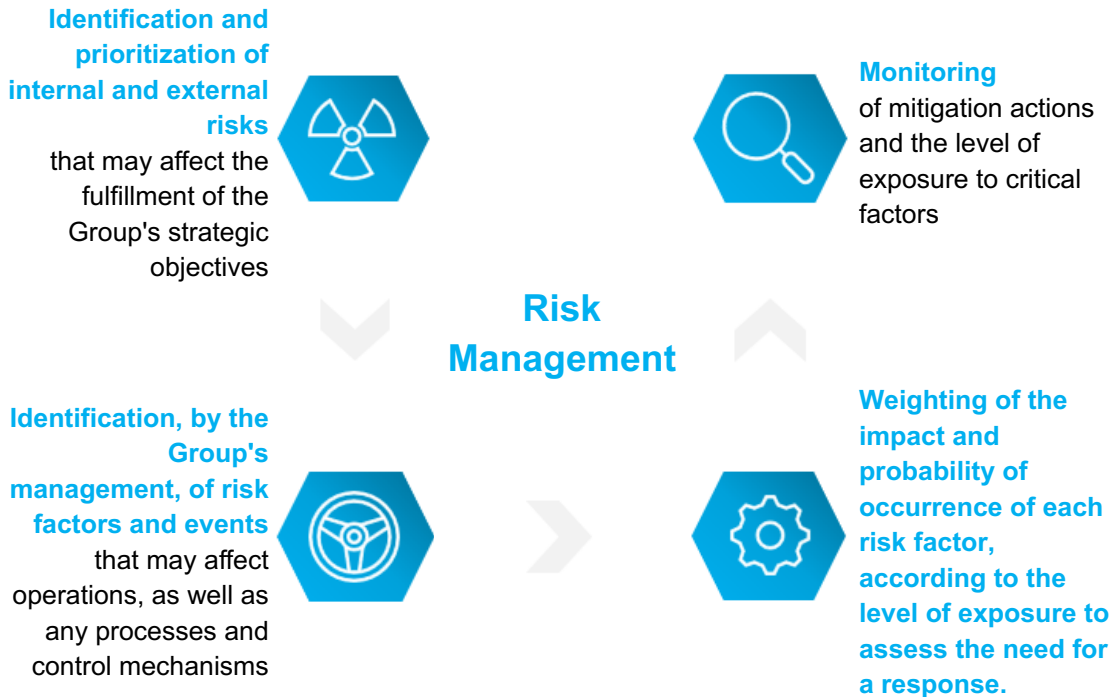 Identification and
prioritization of
internal and external
risks
that may affect the
fulfillment of the
Group's strategic
objectives
Monitoring
of mitigation actions
and the level of
exposure to critical
factors
Risk
Management
Identification, by the
Group's
management, of risk
factors and events
that may affect
operations, as well as
any processes and
control mechanisms
Weighting of the
impact and
probability of
occurrence of each
risk factor,
according to the
level of exposure to
assess the need for
a response.